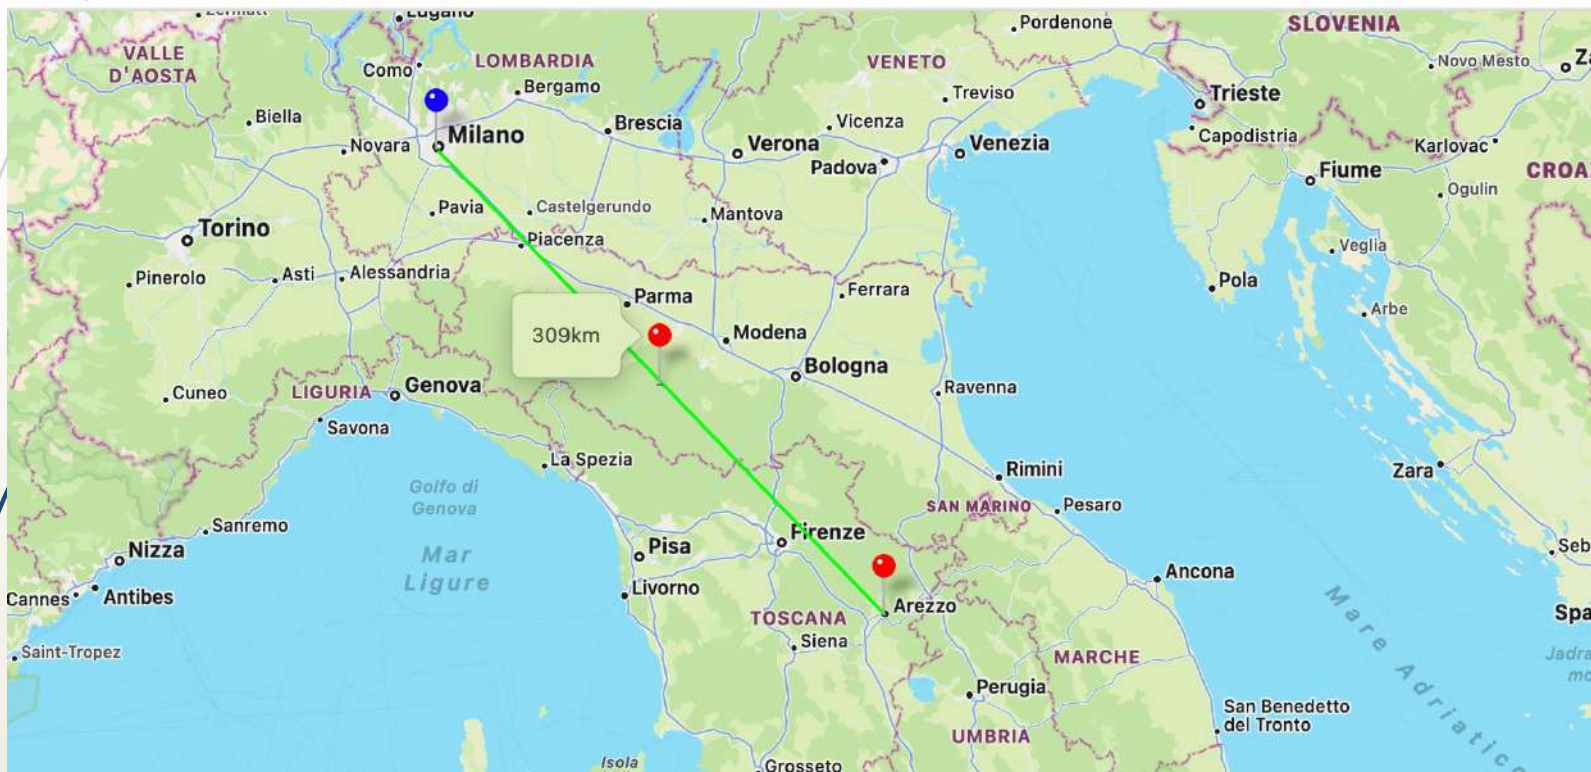 Zermatt
Lugano
Pordenone
SLOVENIA
VALLE
D'AOSTA
LOMBARDIA
VENETO
Novo Mesto
Como
Bergamo
Treviso
Trieste
Biella
Brescia
Vicenza
Capodistria
Novara
Milano
Verona
Venezia
Karlovac
Padova
Fiume
Ogulin
Pavia
Castelgerundo
Mantova
Torino
Piacenza
Veglia
Pinerolo
Asti
Alessandria
Ferrara
Pola
Parma
Arbe
309km
Modena
Bologna
Cuneo
LIGURIA
Genova
Ravenna
Savona
La Spezia
Rimini
Zara
Golfo di
Genova
SAN MARINO
Pesaro
Sanremo
Firenze
Nizza
Mar
Ligure
Pisa
Ancona
Cannes
Antibes
Livorno
Arezzo
TOSCANA
Siena
Saint-Tropez
MARCHE
Mare Adriatico
Perugia
San Benedetto
del Tronto
UMBRIA
Isola
Grosseto